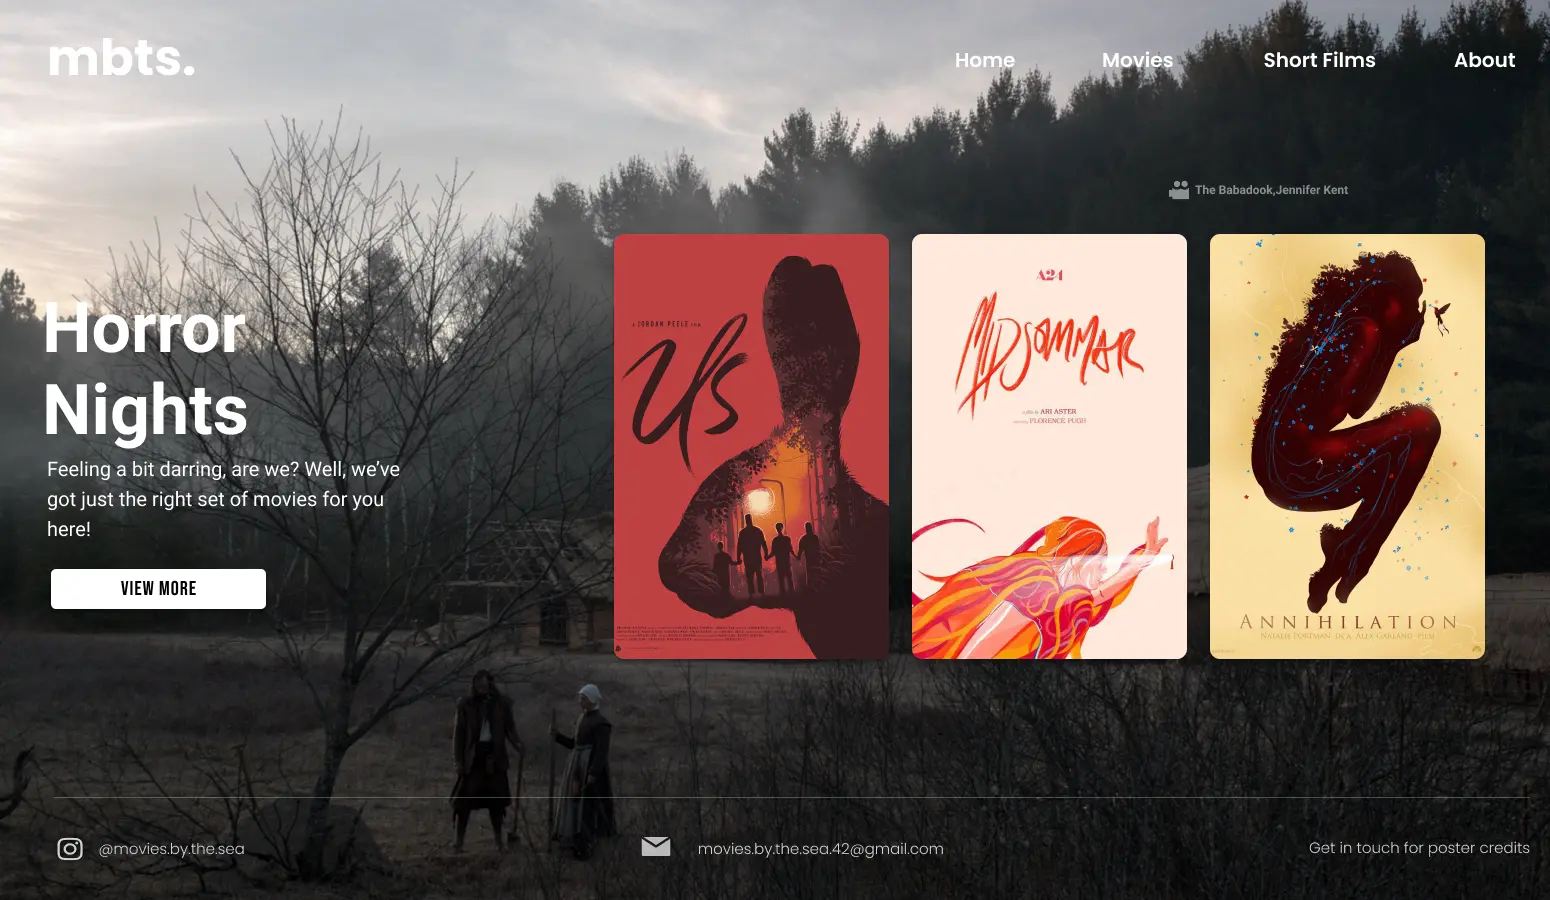 mbts.
Home Movies Short Films About
The Babadook,Jennifer Kent
Horror
Nights
Feeling a bit darring, are we? Well, we’ve
got just the right set of movies for you
here!
VIEW MORE
A JORDAN PEELE FILM
Us
A24
MIDSOMMAR
a film by ARI ASTER
FLORENCE PUGH
ANNIHILATION
NATALIE PORTMAN IN A ALEX GARLAND FILM
@movies.by.the.sea
movies.by.the.sea.42@gmail.com
Get in touch for poster credits